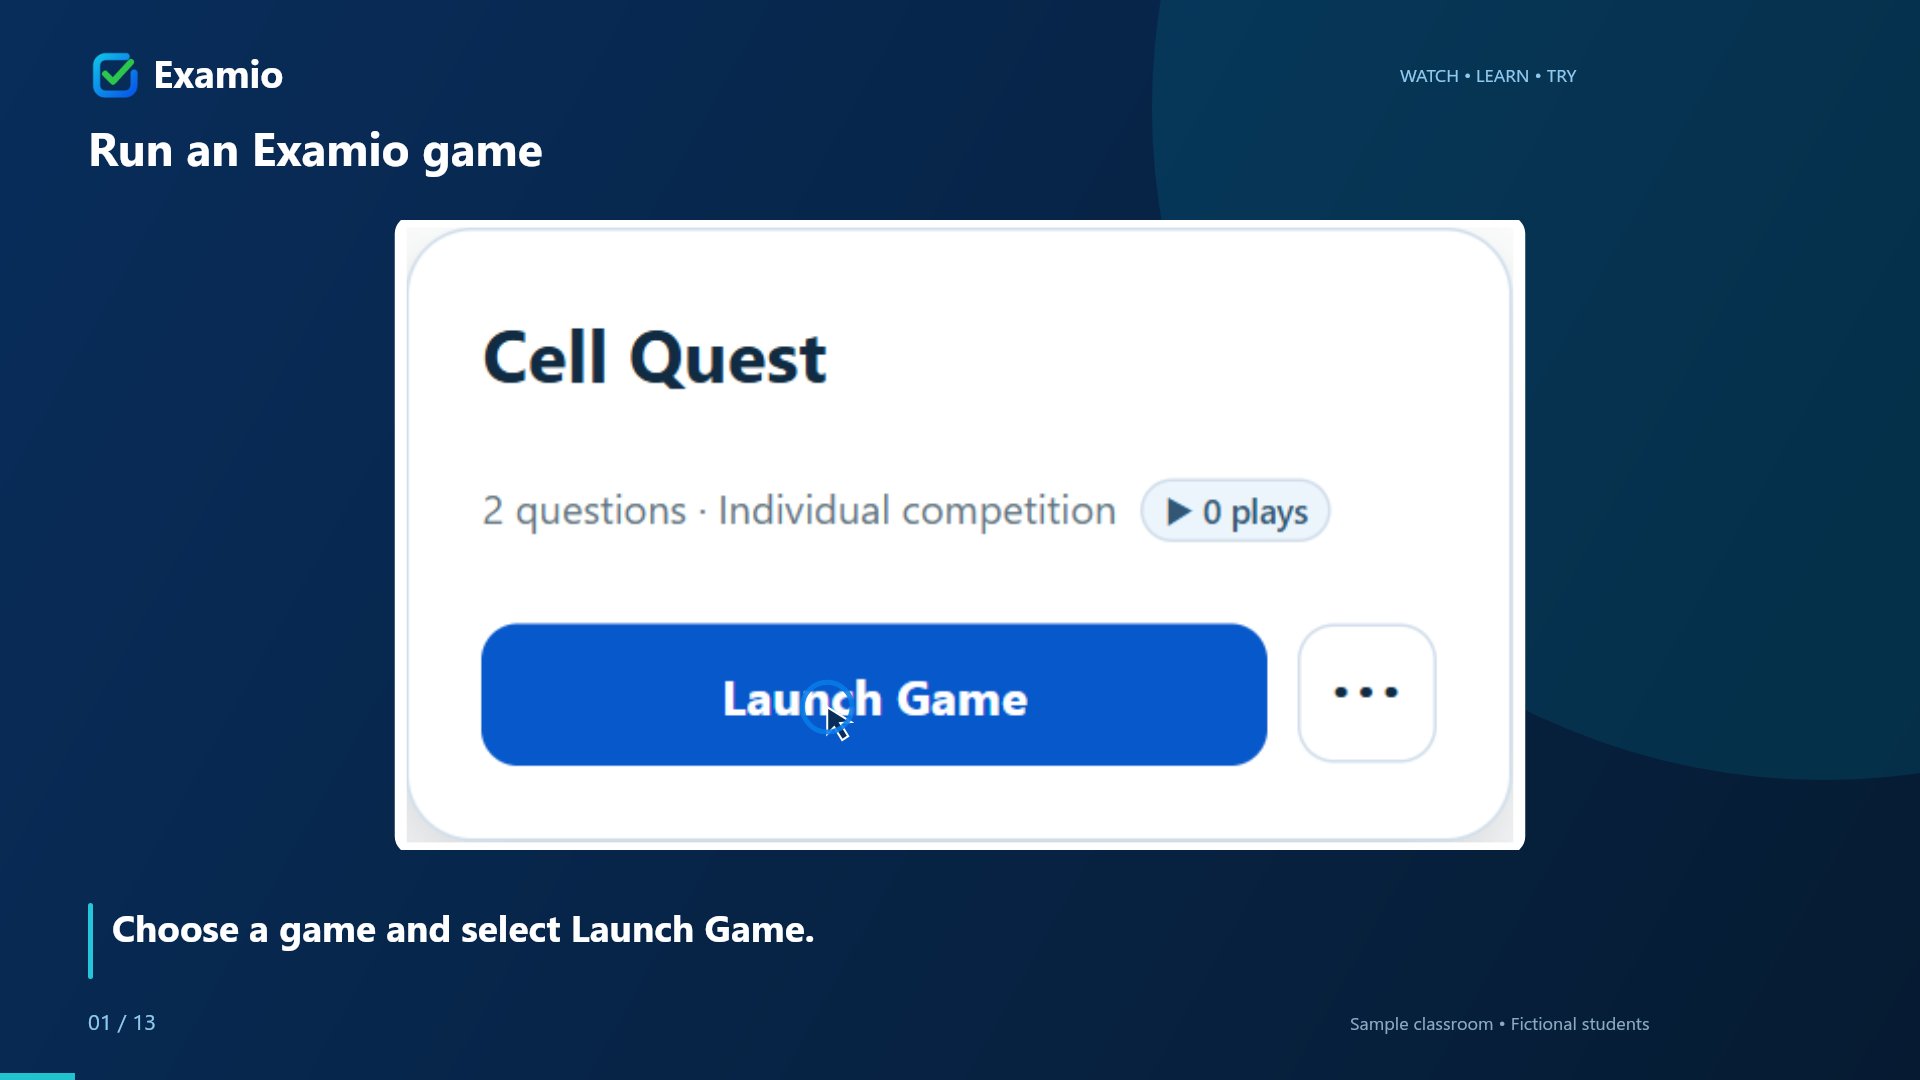 Examio
WATCH • LEARN • TRY
Run an Examio game
Cell Quest
2 questions · Individual competition
▶ 0 plays
Launch Game
•••
Choose a game and select Launch Game.
01 / 13
Sample classroom • Fictional students